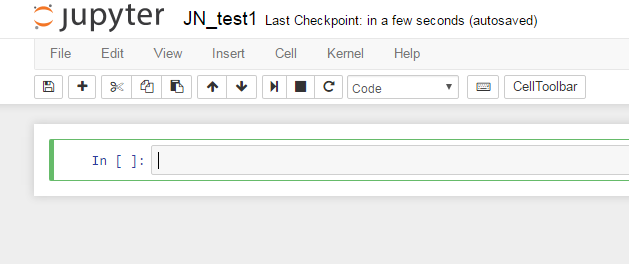 jupyter JN_test1 Last Checkpoint: in a few seconds (autosaved)
File Edit View Insert Cell Kernel Help
Code CellToolbar
In [ ]: